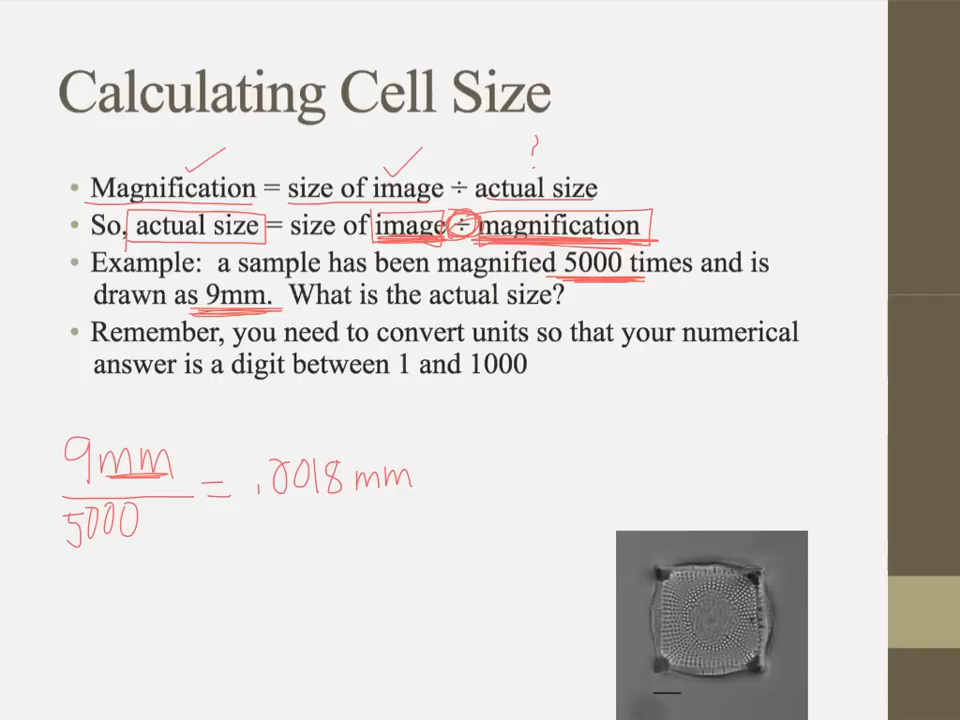 Calculating Cell Size
?
• Magnification = size of image ÷ actual size
• So, actual size = size of image ÷ magnification
• Example: a sample has been magnified 5000 times and is
drawn as 9mm. What is the actual size?
• Remember, you need to convert units so that your numerical
answer is a digit between 1 and 1000
9mm
5000
= .0018 mm